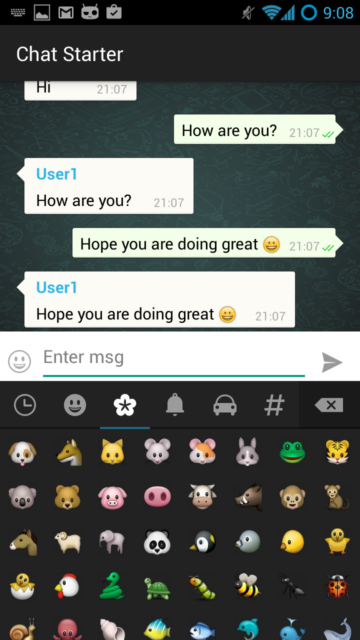 9:08
Chat Starter
Hi 21:07
How are you? 21:07
User1
How are you? 21:07
Hope you are doing great 😀 21:07
User1
Hope you are doing great 😀 21:07
Enter msg
#